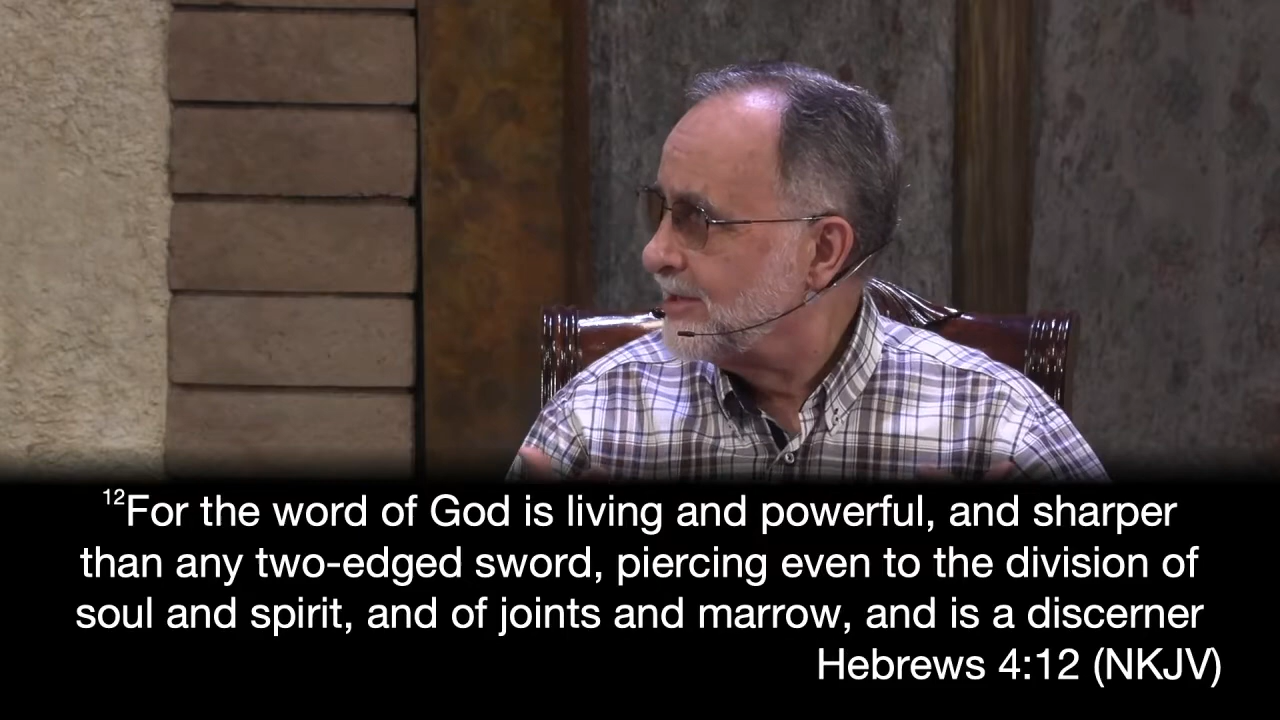 12For the word of God is living and powerful, and sharper
than any two-edged sword, piercing even to the division of
soul and spirit, and of joints and marrow, and is a discerner
Hebrews 4:12 (NKJV)